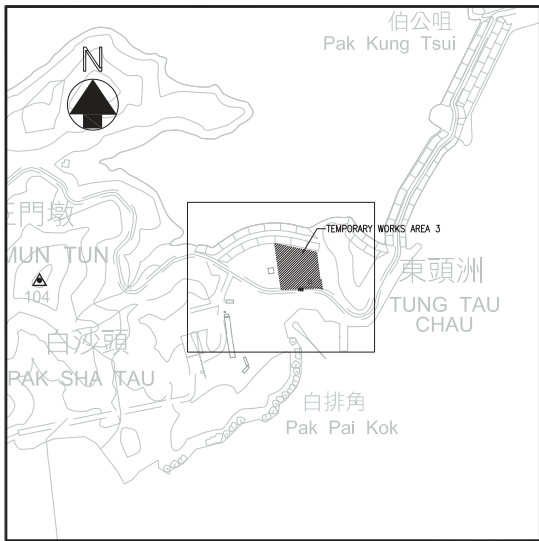 伯公咀
Pak Kung Tsui
N
TEMPORARY WORKS AREA 3
門墩
MUN TUN
104
東頭洲
TUNG TAU
CHAU
白沙頭
PAK SHA TAU
白排角
Pak Pai Kok